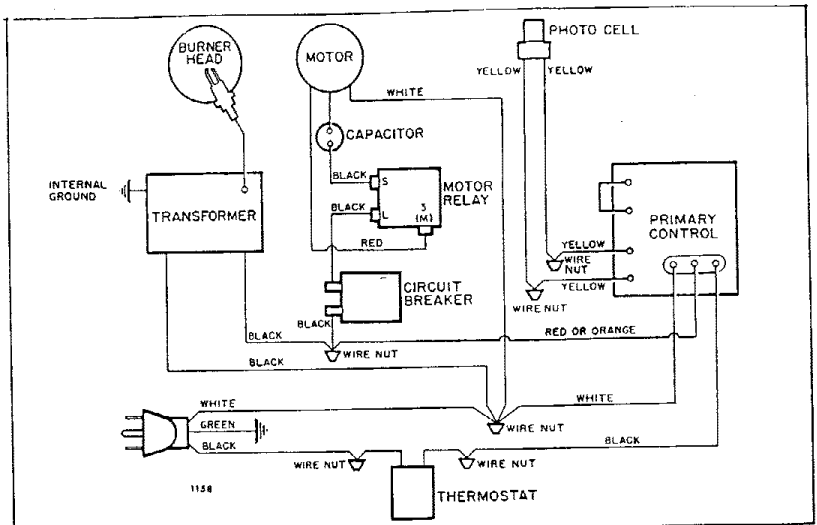 BURNER
HEAD
MOTOR
PHOTO CELL
YELLOW
YELLOW
WHITE
CAPACITOR
BLACK
S
MOTOR
RELAY
INTERNAL
GROUND
TRANSFORMER
BLACK
L
3
(M)
RED
PRIMARY
CONTROL
YELLOW
WIRE
NUT
YELLOW
WIRE NUT
CIRCUIT
BREAKER
BLACK
BLACK
RED OR ORANGE
WIRE NUT
BLACK
WHITE
WHITE
GREEN
WIRE NUT
BLACK
BLACK
WIRE NUT
WIRE NUT
1158
THERMOSTAT